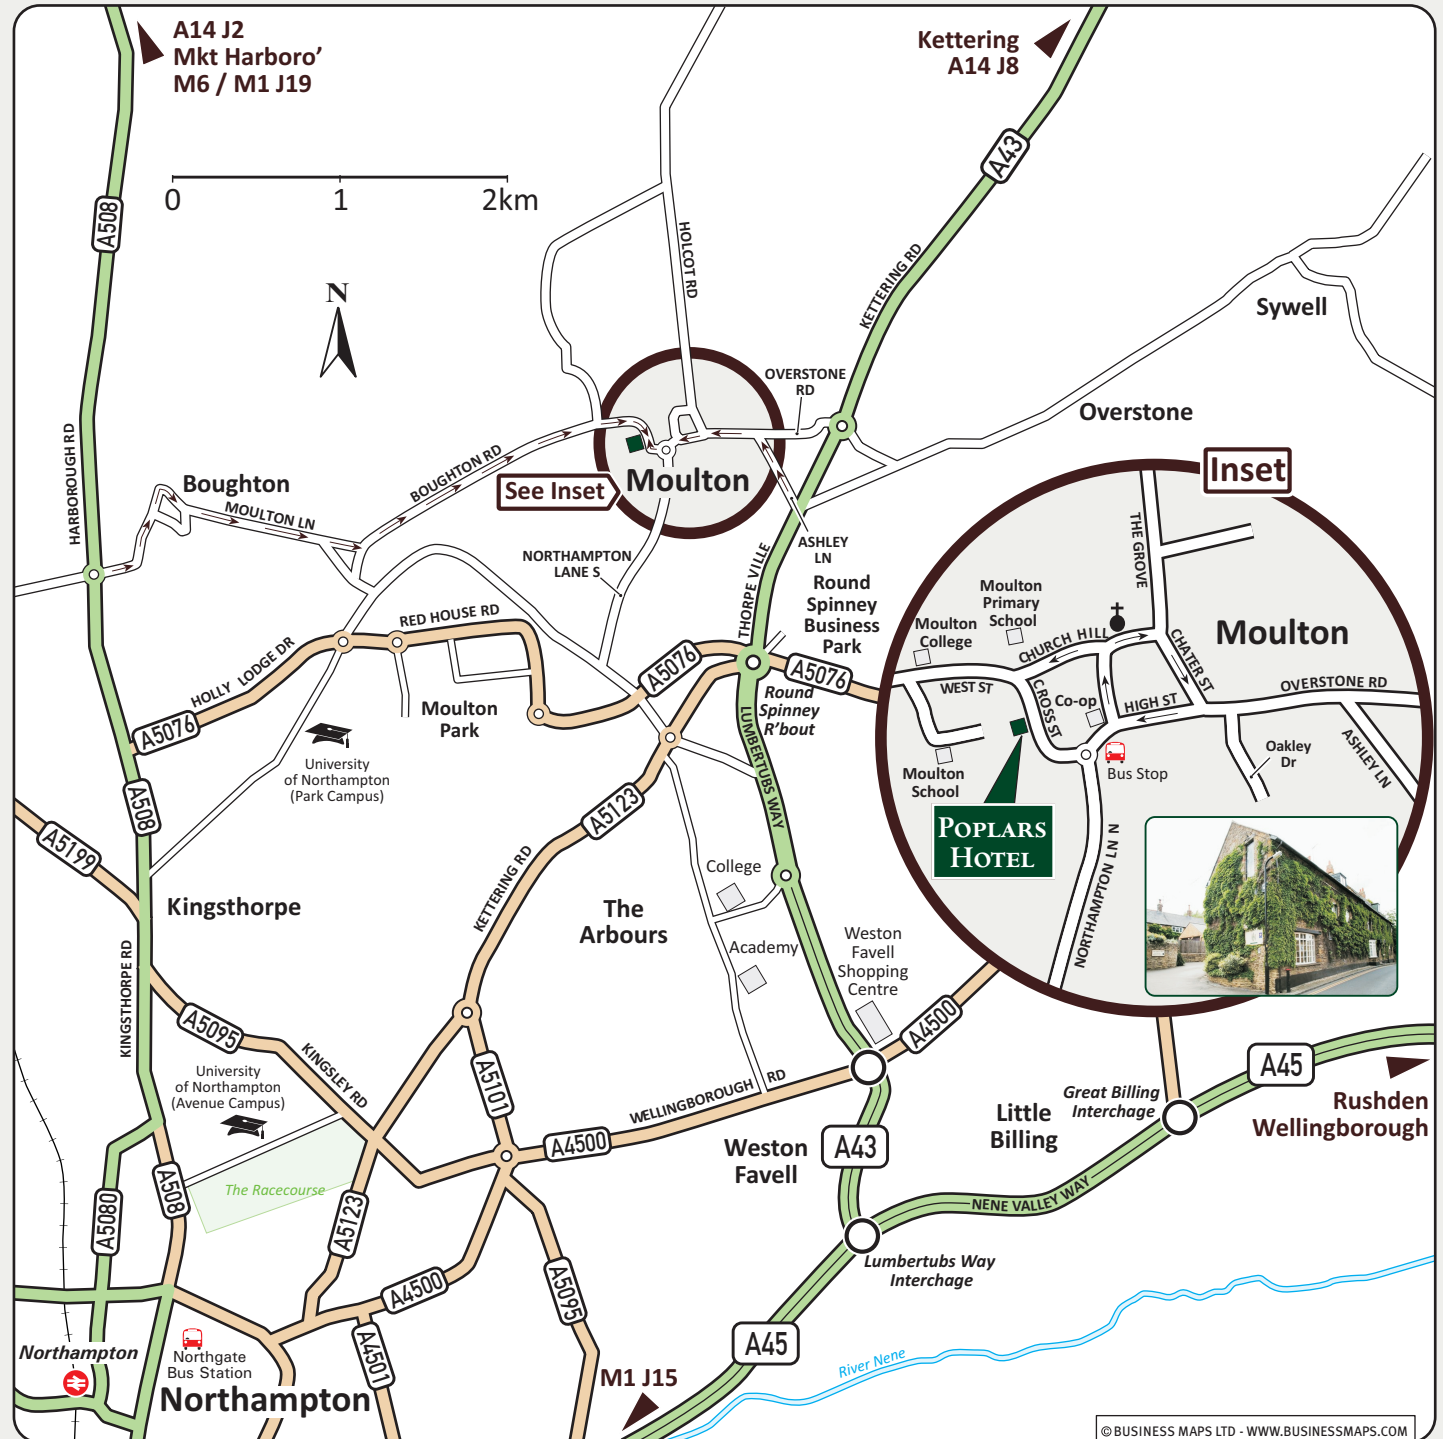 A14 J2
Mkt Harboro’
M6 / M1 J19
Kettering
A14 J8
A43
0
1
2km
A508
N
HOLCOT RD
KETTERING RD
Sywell
OVERSTONE
RD
Overstone
HARBOROUGH RD
Boughton
MOULTON LN
BOUGHTON RD
See Inset
Moulton
NORTHAMPTON
LANE S
ASHLEY
LN
THORPE VILLE
Round
Spinney
Business
Park
RED HOUSE RD
HOLLY LODGE DR
A5076
A5076
A5076
Moulton
Park
Round
Spinney
R’bout
LUMBERTUBS WAY
University
of Northampton
(Park Campus)
A508
A5199
A5123
KETTERING RD
Kingsthorpe
The
Arbours
College
Academy
Weston
Favell
Shopping
Centre
A4500
KINGSTHORPE RD
A5095
KINGSLEY RD
University
of Northampton
(Avenue Campus)
A5101
WELLINGBOROUGH RD
A4500
Weston
Favell
A43
Little
Billing
Great Billing
Interchage
A45
Rushden
Wellingborough
The Racecourse
A508
A5080
A5123
NENE VALLEY WAY
Lumbertubs Way
Interchage
A4500
A5095
A4501
A45
M1 J15
River Nene
Northampton
Northgate
Bus Station
Northampton
Inset
THE GROVE
Moulton
Primary
School
Moulton
College
CHURCH HILL
Moulton
CHATER ST
WEST ST
CROSS ST
Co-op
HIGH ST
OVERSTONE RD
ASHLEY LN
Oakley
Dr
Bus Stop
Moulton
School
POPLARS
HOTEL
NORTHAMPTON LN N
© BUSINESS MAPS LTD - WWW.BUSINESSMAPS.COM